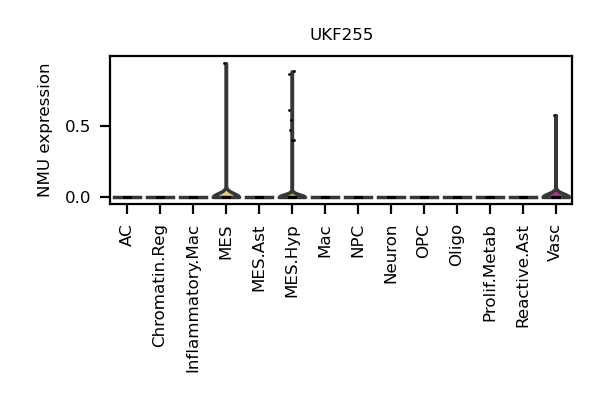 UKF255
NMU expression
0.5
0.0
AC
Chromatin.Reg
Inflammatory.Mac
MES
MES.Ast
MES.Hyp
Mac
NPC
Neuron
OPC
Oligo
Prolif.Metab
Reactive.Ast
Vasc